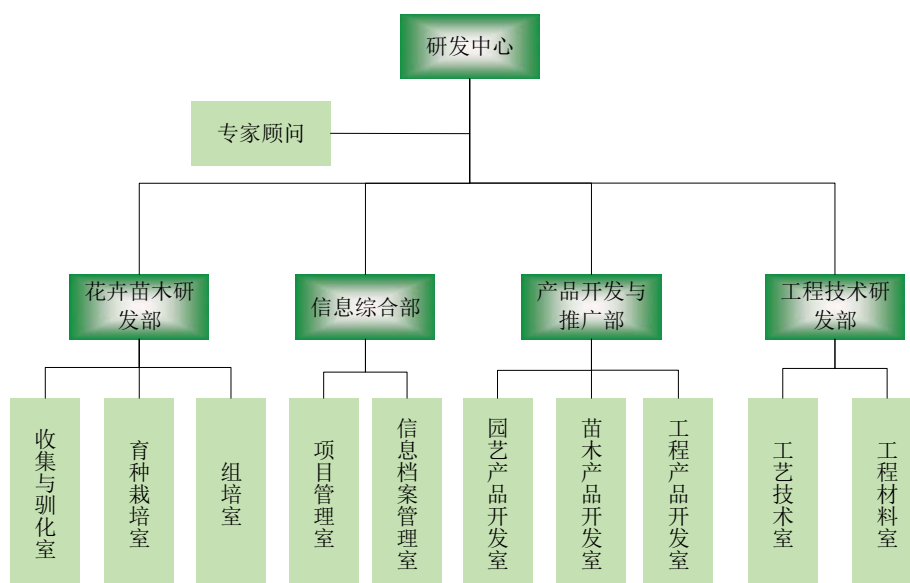 研发中心
专家顾问
花卉苗木研
发部
信息综合部
产品开发与
推广部
工程技术研
发部
收集与驯化室
育种栽培室
组培室
项目管理室
信息档案管理室
园艺产品开发室
苗木产品开发室
工程产品开发室
工艺技术室
工程材料室